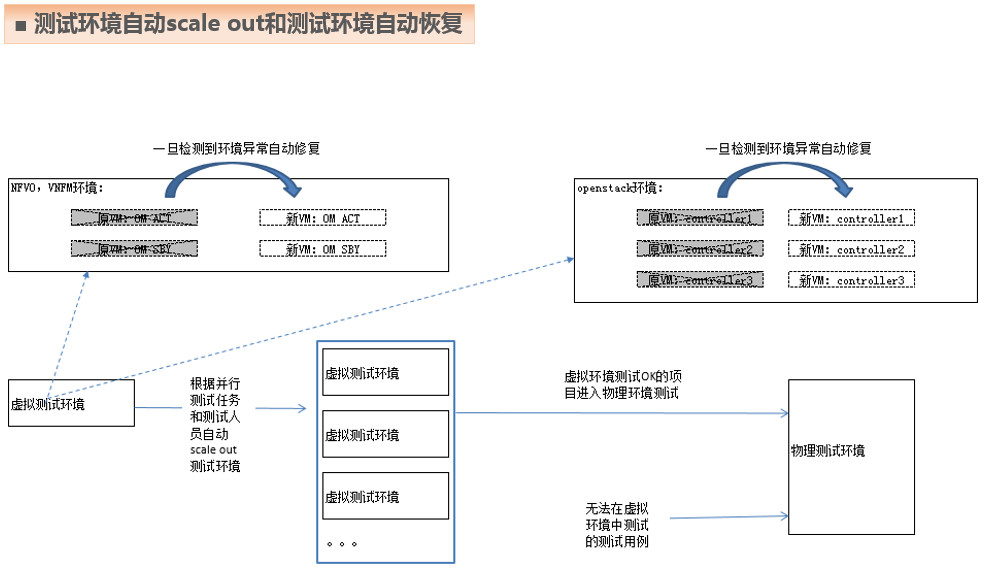 ■ 测试环境自动scale out和测试环境自动恢复
一旦检测到环境异常自动修复
一旦检测到环境异常自动修复
NFVO，VNFM环境：
原VM：OM ACT
新VM：OM ACT
原VM：OM SBY
新VM：OM SBY
openstack环境：
原VM：controller1
新VM：controller1
原VM：controller2
新VM：controller2
原VM：controller3
新VM：controller3
虚拟测试环境
根据并行
测试任务
和测试人
员自动
scale out
测试环境
虚拟测试环境
虚拟测试环境
虚拟测试环境
。。。
虚拟环境测试OK的项
目进入物理环境测试
物理测试环境
无法在虚拟
环境中测试
的测试用例